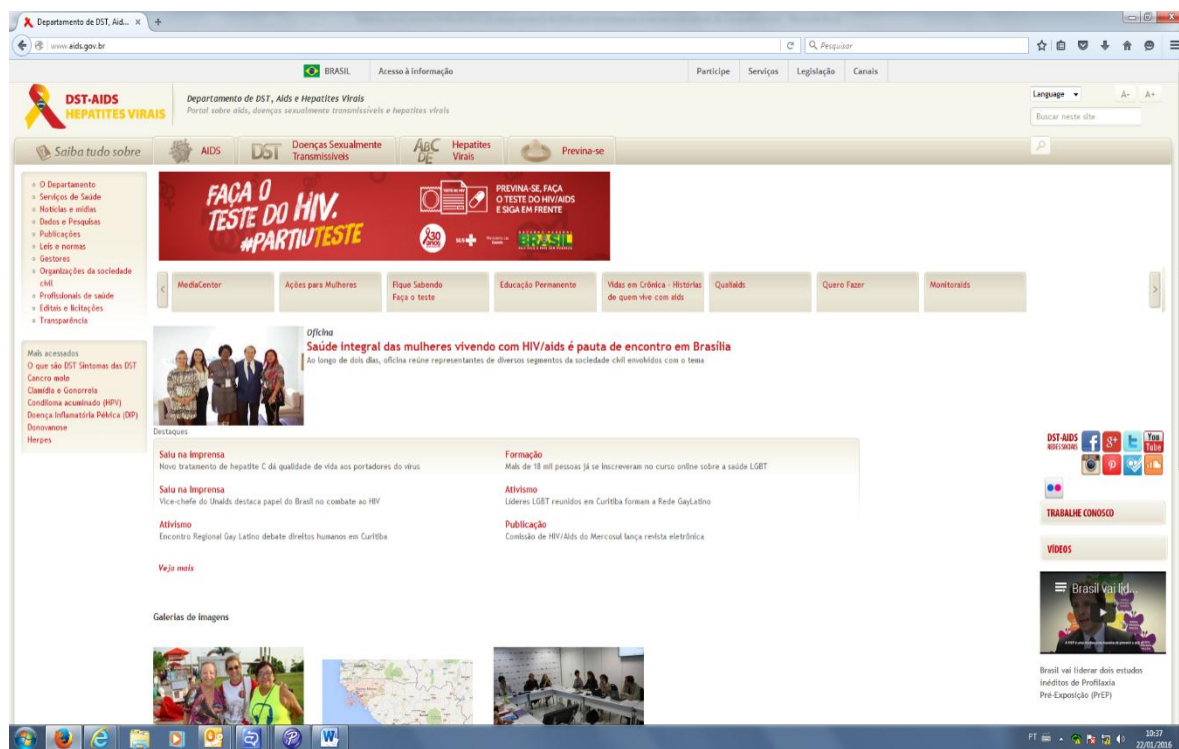 Departamento de DST, Aid...
www.aids.gov.br
Pesquisar
BRASIL
Acesso à informação
Participe
Serviços
Legislação
Canais
DST·AIDS
HEPATITES VIRAIS
Departamento de DST, Aids e Hepatites Virais
Portal sobre aids, doenças sexualmente transmissíveis e hepatites virais
Language
A-
A+
Buscar neste site
Saiba tudo sobre
AIDS
DST
Doenças Sexualmente
Transmissíveis
ABC
DE
Hepatites
Virais
Previna-se
O Departamento
Serviços de Saúde
Notícias e mídias
Dados e Pesquisas
Publicações
Leis e normas
Gestores
Organizações da sociedade
civil
Profissionais de saúde
Editais e licitações
Transparência
FAÇA O
TESTE DO HIV.
#PARTIUTESTE
PREVINA-SE, FAÇA
O TESTE DO HIV/AIDS
E SIGA EM FRENTE
30
anos
SUS
BRASIL
MediaCenter
Ações para Mulheres
Fique Sabendo
Faça o teste
Educação Permanente
Vidas em Crônica - Histórias
de quem vive com aids
Qualiaids
Quero Fazer
Monitoraids
Mais acessados
O que são DST Sintomas das DST
Cancro mole
Clamídia e Gonorreia
Condiloma acuminado (HPV)
Doença Inflamatória Pélvica (DIP)
Donovanose
Herpes
Oficina
Saúde integral das mulheres vivendo com HIV/aids é pauta de encontro em Brasília
Ao longo de dois dias, oficina reúne representantes de diversos segmentos da sociedade civil envolvidos com o tema
Destaques
Saiu na Imprensa
Novo tratamento de hepatite C dá qualidade de vida aos portadores do vírus
Saiu na Imprensa
Vice-chefe do Unaids destaca papel do Brasil no combate ao HIV
Ativismo
Encontro Regional Gay Latino debate direitos humanos em Curitiba
Formação
Mais de 18 mil pessoas já se inscreveram no curso online sobre a saúde LGBT
Ativismo
Líderes LGBT reunidos em Curitiba formam a Rede GayLatino
Publicação
Comissão de HIV/Aids do Mercosul lança revista eletrônica
Veja mais
Galerias de imagens
DST·AIDS
REDES SOCIAIS
You
Tube
TRABALHE CONOSCO
VÍDEOS
Brasil vai lid...
Brasil vai liderar dois estudos
inéditos de Profilaxia
Pré-Exposição (PrEP)
PT
10:37
22/01/2016